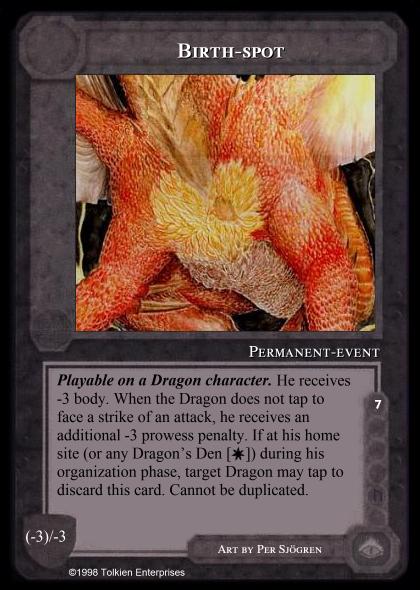 Birth-spot
Permanent-event
Playable on a Dragon character. He receives
-3 body. When the Dragon does not tap to
face a strike of an attack, he receives an
additional -3 prowess penalty. If at his home
site (or any Dragon's Den [✷]) during his
organization phase, target Dragon may tap to
discard this card. Cannot be duplicated.
7
(-3)/-3
Art by Per Sjögren
©1998 Tolkien Enterprises